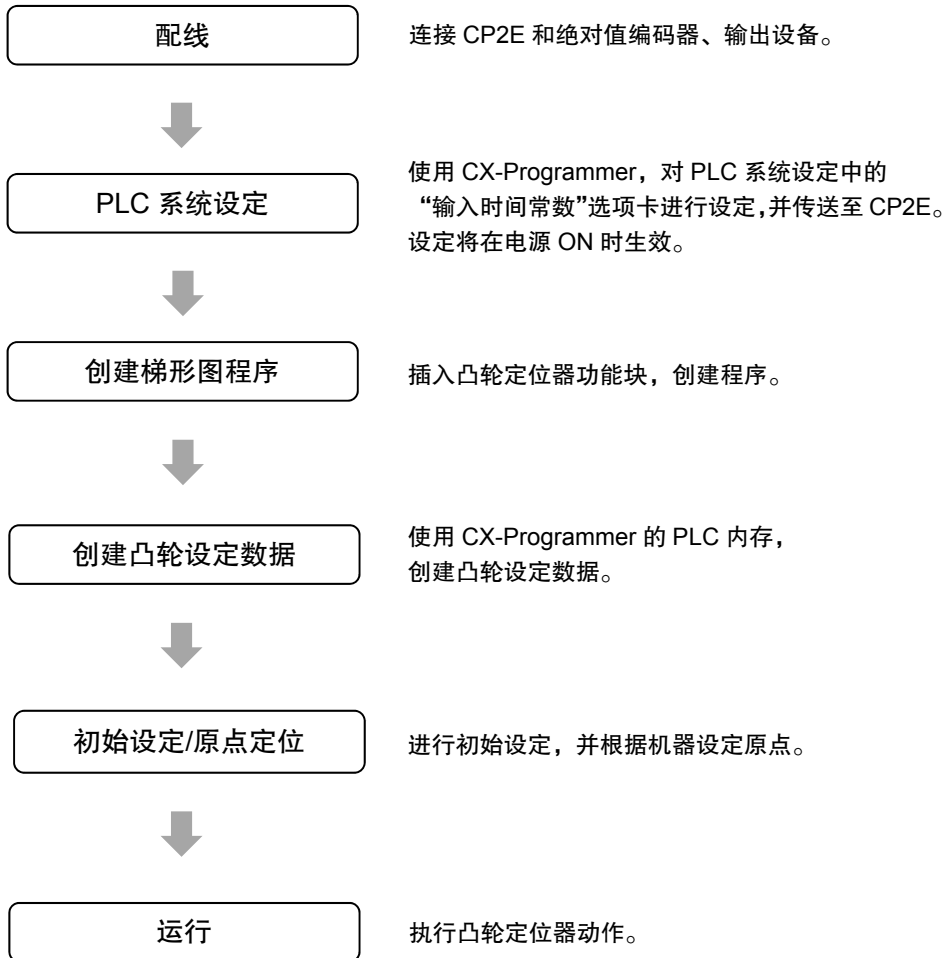 配线
连接 CP2E 和绝对值编码器、输出设备。
PLC 系统设定
使用 CX-Programmer，对 PLC 系统设定中的
“输入时间常数”选项卡进行设定，并传送至 CP2E。
设定将在电源 ON 时生效。
创建梯形图程序
插入凸轮定位器功能块，创建程序。
创建凸轮设定数据
使用 CX-Programmer 的 PLC 内存，
创建凸轮设定数据。
初始设定/原点定位
进行初始设定，并根据机器设定原点。
运行
执行凸轮定位器动作。